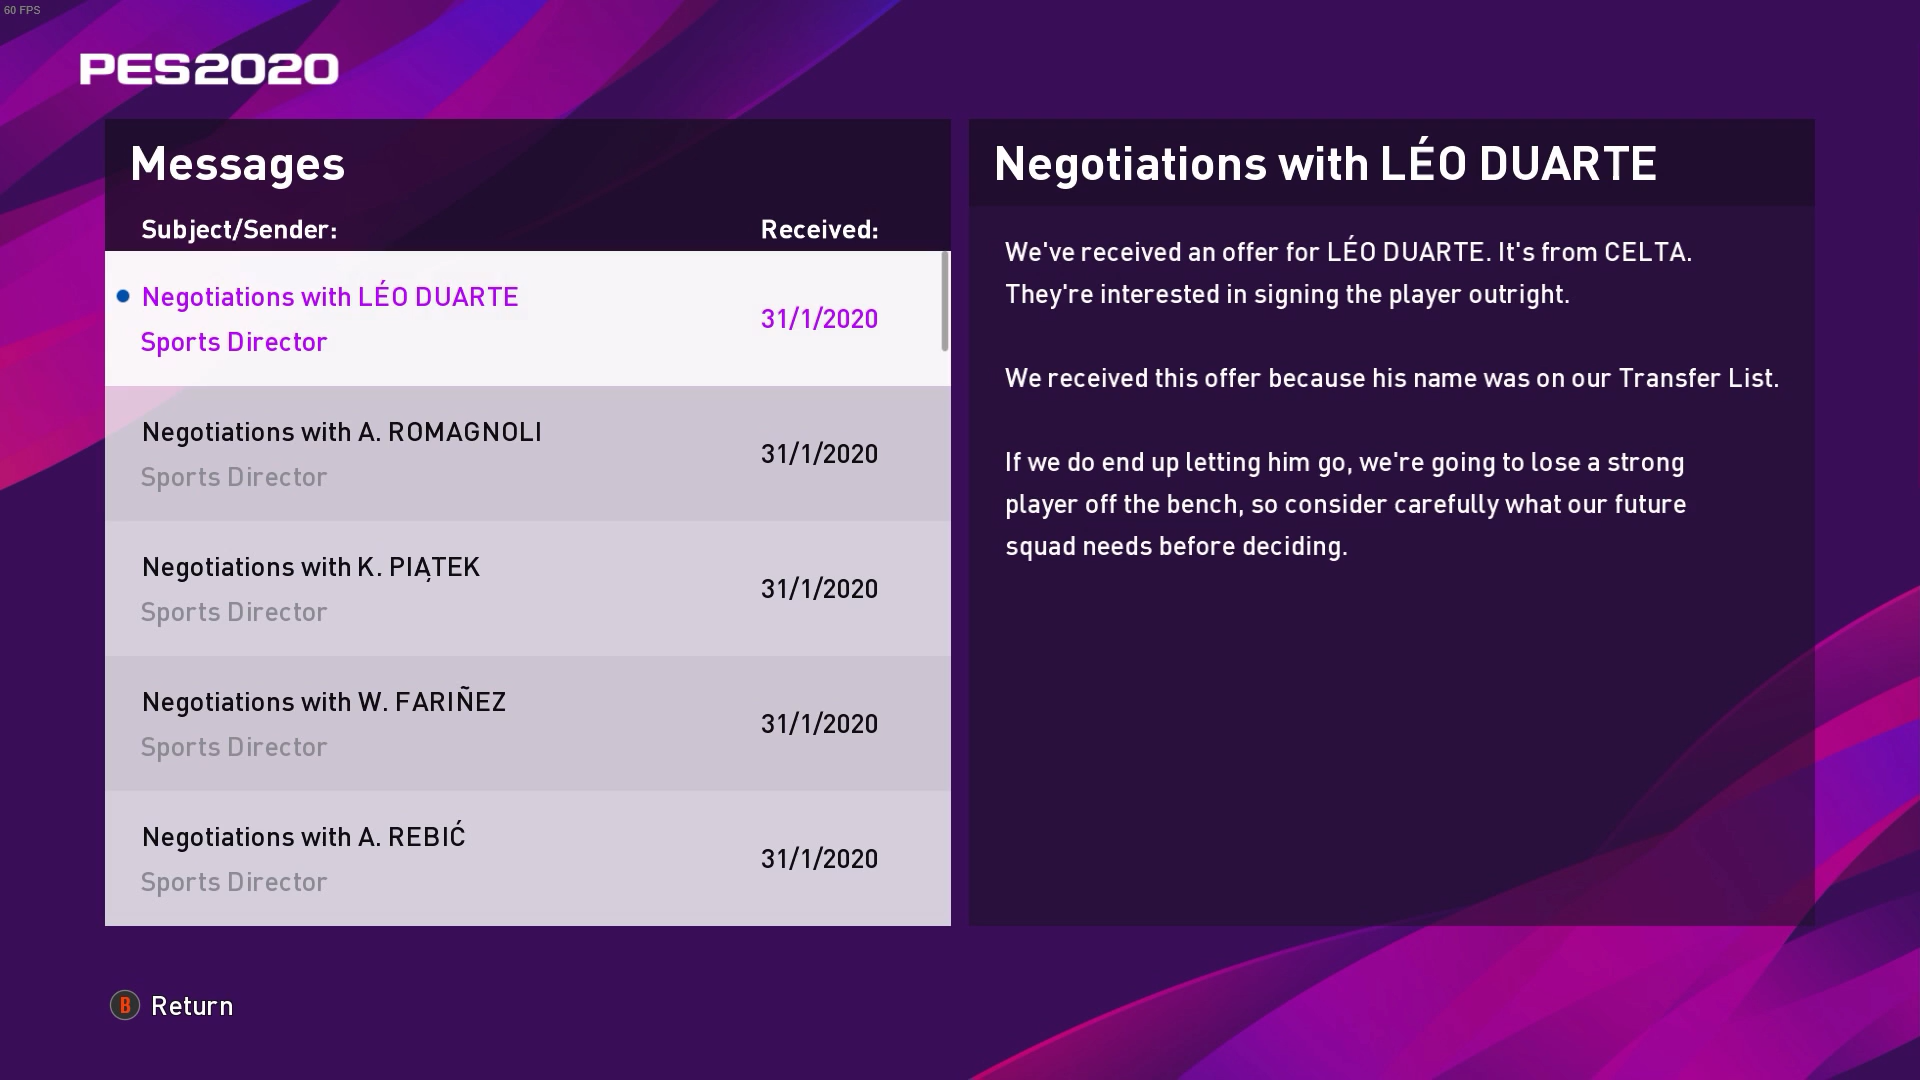 60 FPS
PES2020
Messages
Subject/Sender: Received:
Negotiations with LÉO DUARTE
Sports Director
31/1/2020
Negotiations with A. ROMAGNOLI
Sports Director
31/1/2020
Negotiations with K. PIĄTEK
Sports Director
31/1/2020
Negotiations with W. FARIÑEZ
Sports Director
31/1/2020
Negotiations with A. REBIĆ
Sports Director
31/1/2020
Negotiations with LÉO DUARTE
We've received an offer for LÉO DUARTE. It's from CELTA.
They're interested in signing the player outright.
We received this offer because his name was on our Transfer List.
If we do end up letting him go, we're going to lose a strong
player off the bench, so consider carefully what our future
squad needs before deciding.
B Return